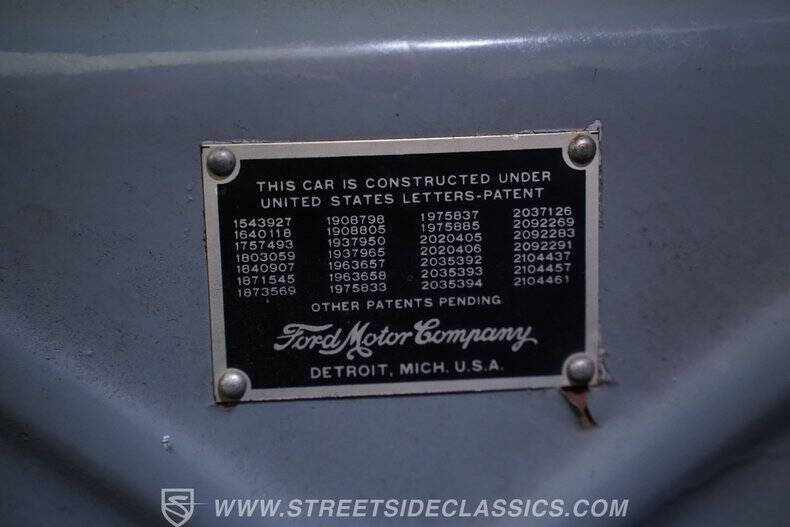 THIS CAR IS CONSTRUCTED UNDER
UNITED STATES LETTERS-PATENT
1543927 1908798 1975837 2037126
1640118 1908805 1975885 2092269
1757493 1937950 2020405 2092283
1803059 1937965 2020406 2092291
1840907 1963657 2035392 2104437
1871545 1963658 2035393 2104457
1873569 1975833 2035394 2104461
OTHER PATENTS PENDING
Ford Motor Company
DETROIT, MICH. U.S.A.
WWW.STREETSIDECLASSICS.COM